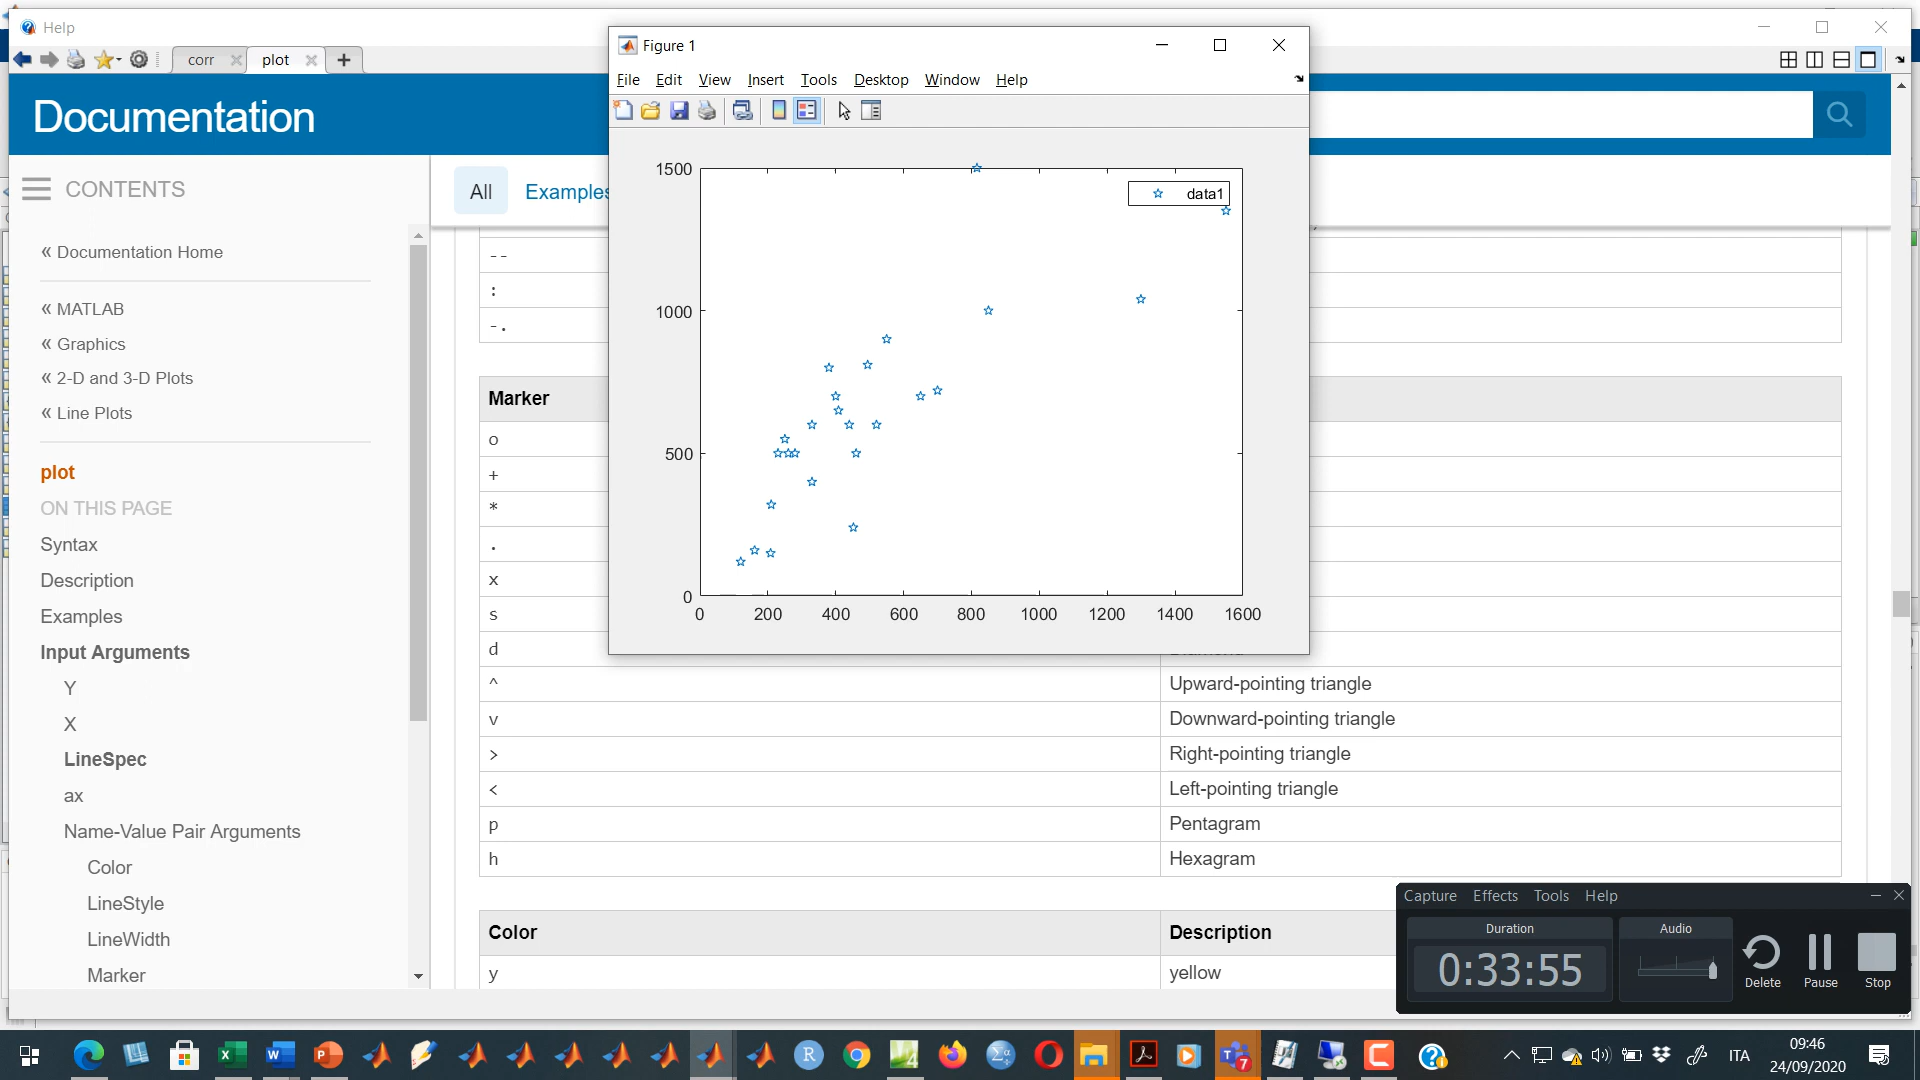 Help
corr
plot
Documentation
CONTENTS
« Documentation Home
« MATLAB
« Graphics
« 2-D and 3-D Plots
« Line Plots
plot
ON THIS PAGE
Syntax
Description
Examples
Input Arguments
Y
X
LineSpec
ax
Name-Value Pair Arguments
Color
LineStyle
LineWidth
Marker
All Examples
--
:
-.
Marker
o
+
*
.
x
s
d
^ Upward-pointing triangle
v Downward-pointing triangle
> Right-pointing triangle
< Left-pointing triangle
p Pentagram
h Hexagram
Color Description
y yellow
Figure 1
File Edit View Insert Tools Desktop Window Help
1500
1000
500
0
0 200 400 600 800 1000 1200 1400 1600
data1
Capture Effects Tools Help
Duration
0:33:55
Audio
Delete
Pause
Stop
ITA
09:46
24/09/2020